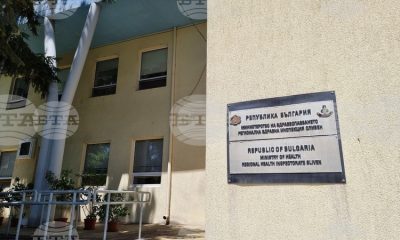 РЕПУБЛИКА БЪЛГАРИЯ
МИНИСТЕРСТВО НА ЗДРАВЕОПАЗВАНЕТО
РЕГИОНАЛНА ЗДРАВНА ИНСПЕКЦИЯ СЛИВЕН
REPUBLIC OF BULGARIA
MINISTRY OF HEALTH
REGIONAL HEALTH INSPECTORATE SLIVEN